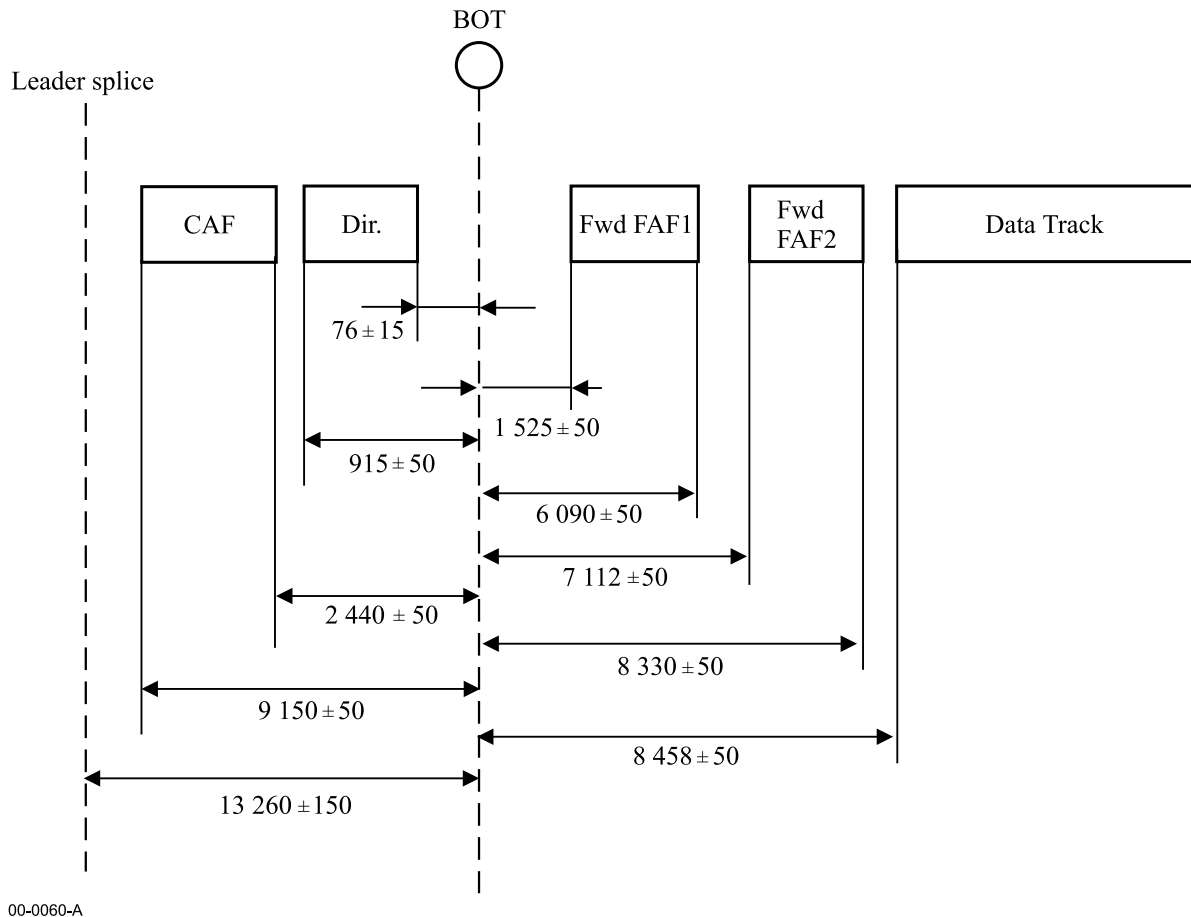 BOT
Leader splice
CAF
Dir.
Fwd FAF1
Fwd
FAF2
Data Track
76 ± 15
1 525 ± 50
915 ± 50
6 090 ± 50
7 112 ± 50
2 440 ± 50
8 330 ± 50
9 150 ± 50
8 458 ± 50
13 260 ± 150
00-0060-A